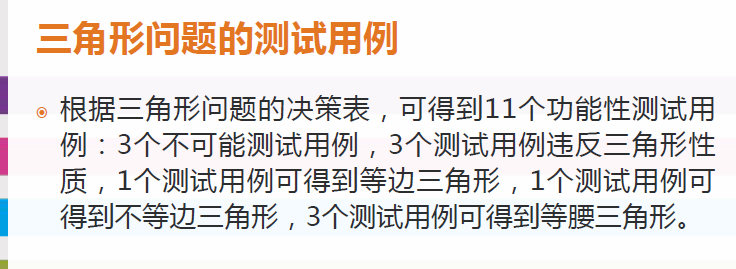 三角形问题的测试用例
根据三角形问题的决策表，可得到11个功能性测试用
例：3个不可能测试用例，3个测试用例违反三角形性
质，1个测试用例可得到等边三角形，1个测试用例可
得到不等边三角形，3个测试用例可得到等腰三角形。